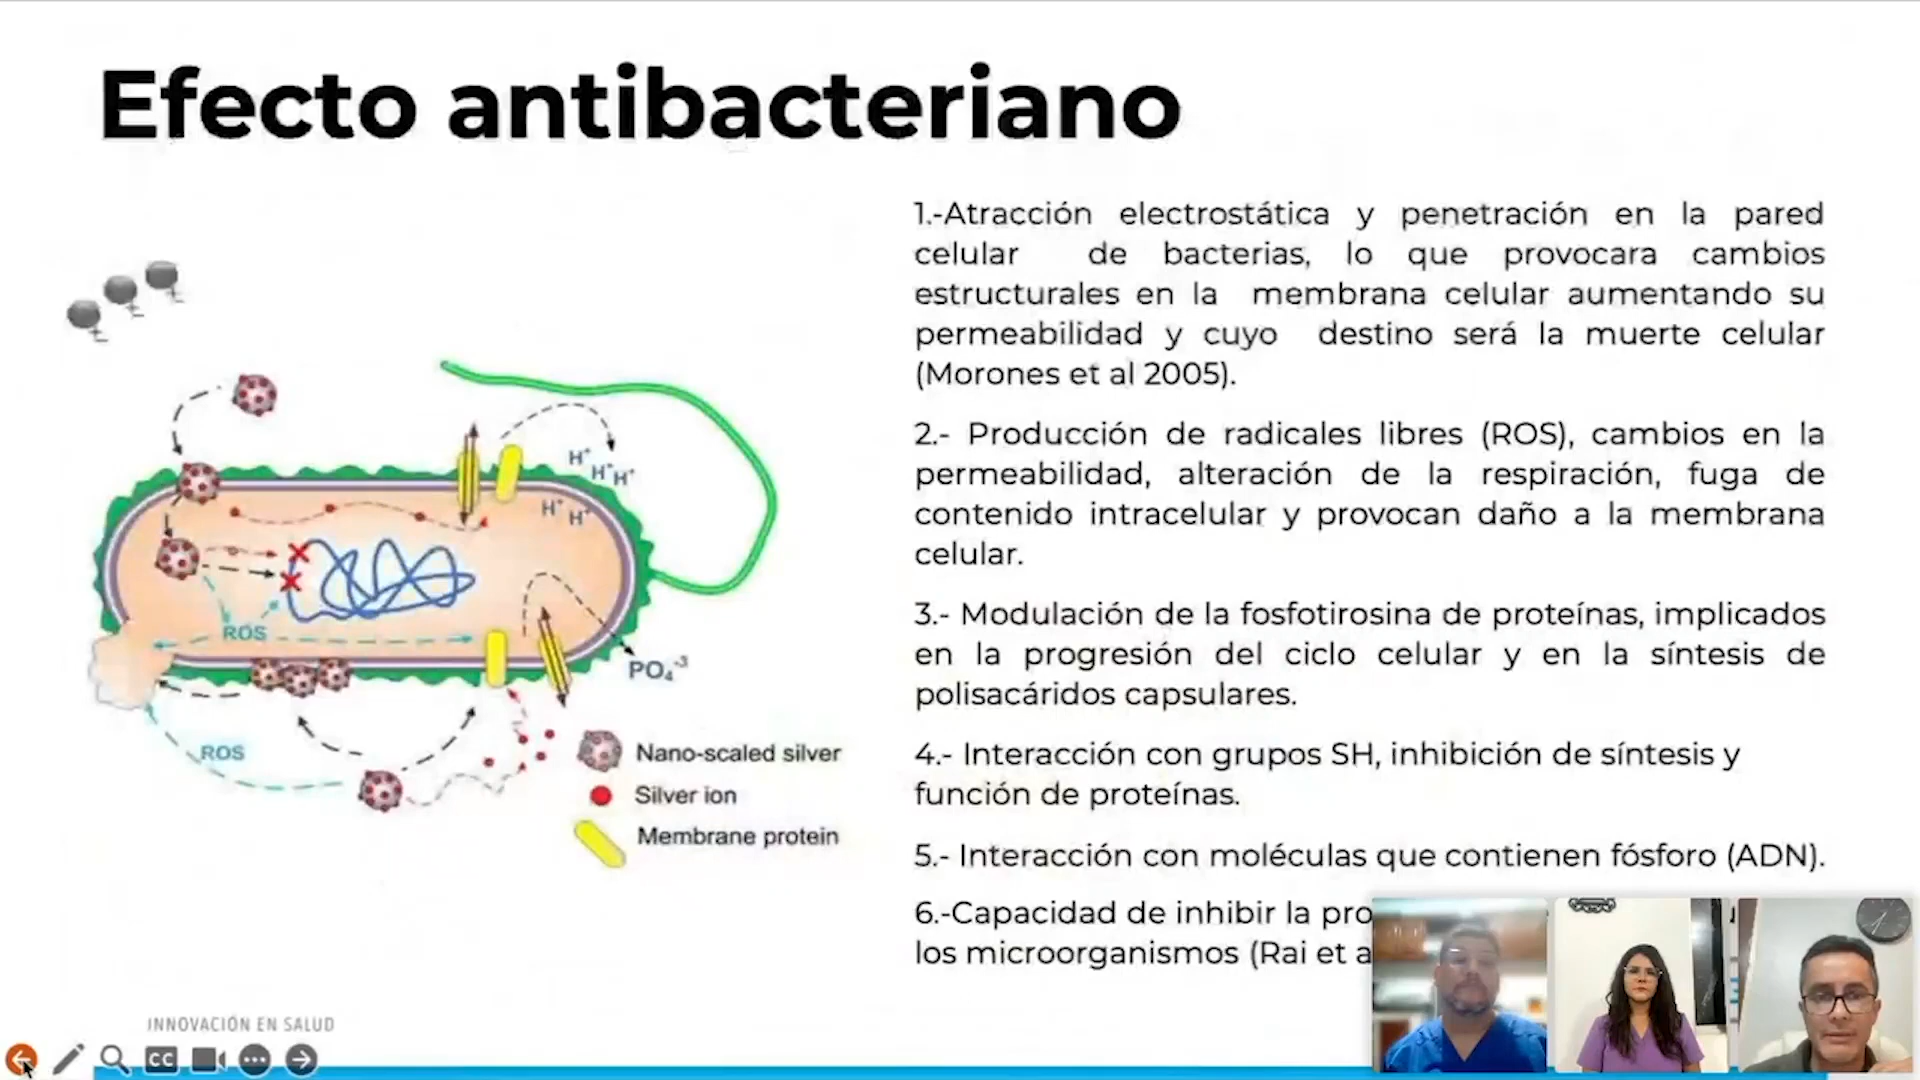 Efecto antibacteriano
1.-Atracción electrostática y penetración en la pared
celular de bacterias, lo que provocara cambios
estructurales en la membrana celular aumentando su
permeabilidad y cuyo destino será la muerte celular
(Morones et al 2005).
2.- Producción de radicales libres (ROS), cambios en la
permeabilidad, alteración de la respiración, fuga de
contenido intracelular y provocan daño a la membrana
celular.
3.- Modulación de la fosfotirosina de proteínas, implicados
en la progresión del ciclo celular y en la síntesis de
polisacáridos capsulares.
4.- Interacción con grupos SH, inhibición de síntesis y
función de proteínas.
5.- Interacción con moléculas que contienen fósforo (ADN).
6.-Capacidad de inhibir la
los microorganismos (Rai et
H⁺
H⁺ H⁺
H⁺ H⁺
ROS
PO₄⁻³
ROS
Nano-scaled silver
Silver ion
Membrane protein
INNOVACIÓN EN SALUD
CC